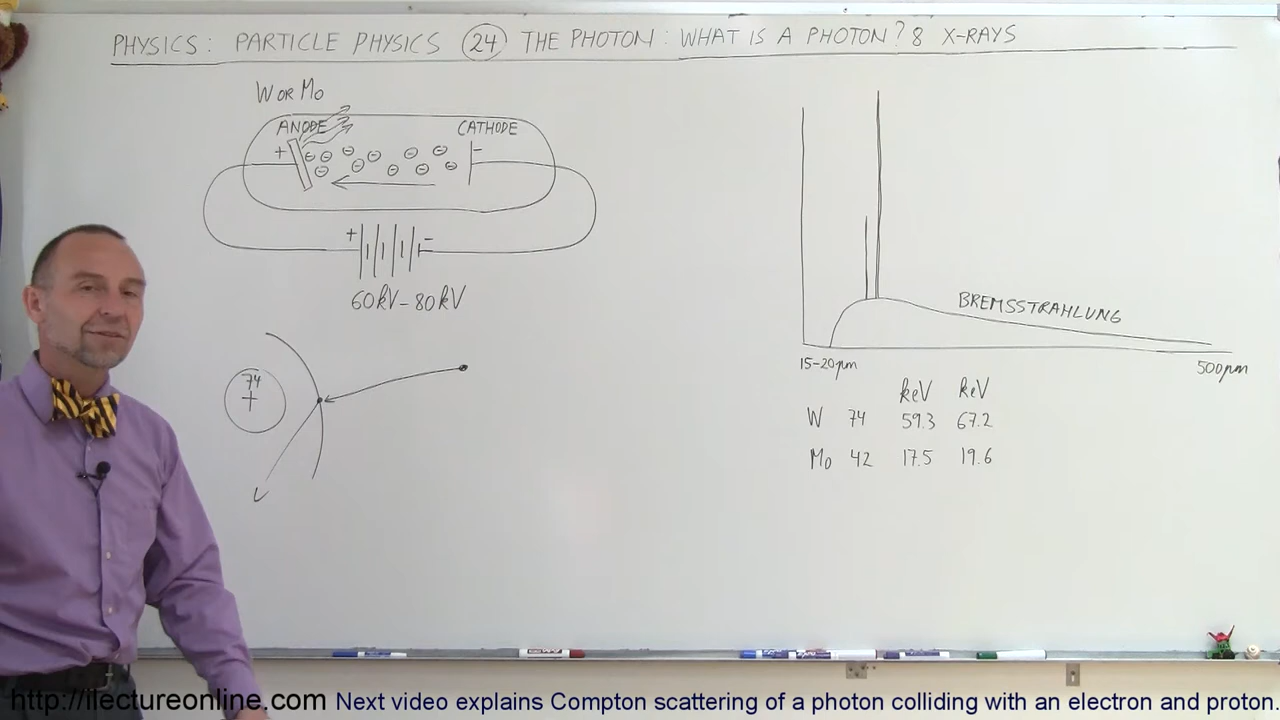 PHYSICS: PARTICLE PHYSICS 24 THE PHOTON: WHAT IS A PHOTON? 8 X-RAYS
W OR Mo
ANODE
CATHODE
+
-
+
-
60kV-80kV
74
+
BREMSSTRAHLUNG
15-20pm
500pm
keV keV
W 74 59.3 67.2
Mo 42 17.5 19.6
http://ilectureonline.com Next video explains Compton scattering of a photon colliding with an electron and proton.